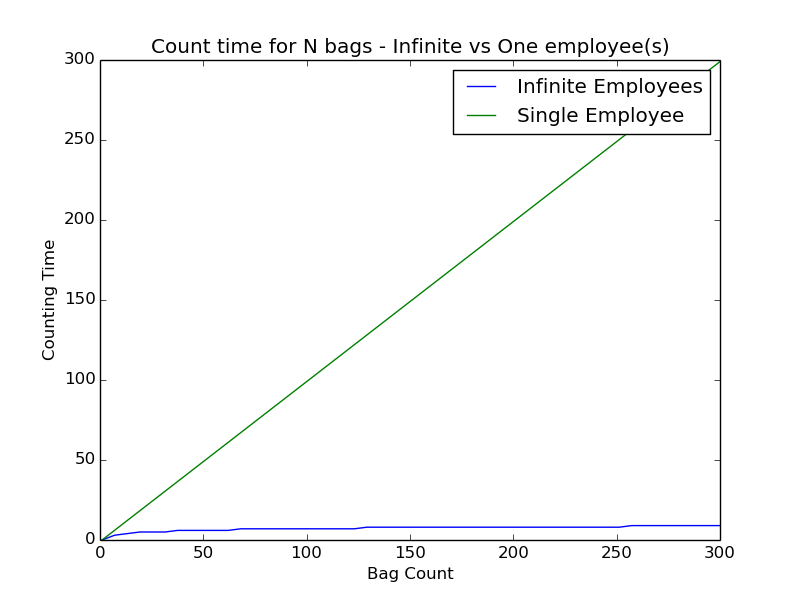 Count time for N bags - Infinite vs One employee(s)
Infinite Employees
Single Employee
300
250
200
150
100
50
0
Counting Time
0 50 100 150 200 250 300
Bag Count